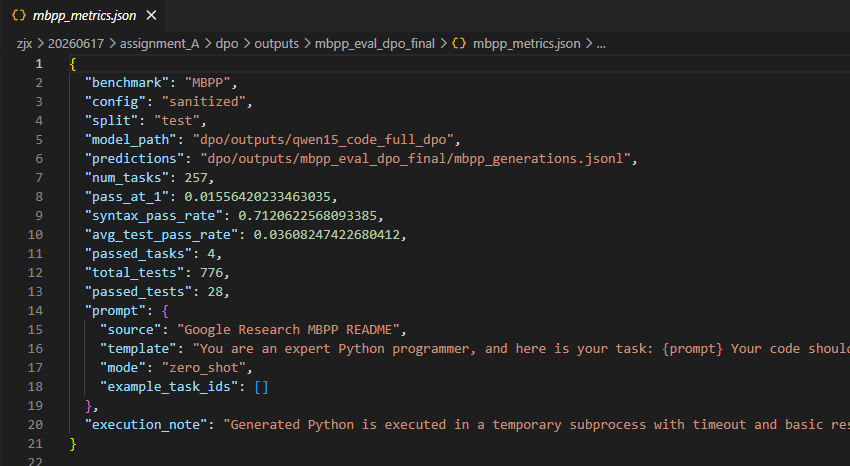 {} mbpp_metrics.json ×
zjx > 20260617 > assignment_A > dpo > outputs > mbpp_eval_dpo_final > {} mbpp_metrics.json > ...
1 {
2 "benchmark": "MBPP",
3 "config": "sanitized",
4 "split": "test",
5 "model_path": "dpo/outputs/qwen15_code_full_dpo",
6 "predictions": "dpo/outputs/mbpp_eval_dpo_final/mbpp_generations.jsonl",
7 "num_tasks": 257,
8 "pass_at_1": 0.01556420233463035,
9 "syntax_pass_rate": 0.7120622568093385,
10 "avg_test_pass_rate": 0.03608247422680412,
11 "passed_tasks": 4,
12 "total_tests": 776,
13 "passed_tests": 28,
14 "prompt": {
15 "source": "Google Research MBPP README",
16 "template": "You are an expert Python programmer, and here is your task: {prompt} Your code should
17 "mode": "zero_shot",
18 "example_task_ids": []
19 },
20 "execution_note": "Generated Python is executed in a temporary subprocess with timeout and basic res
21 }
22